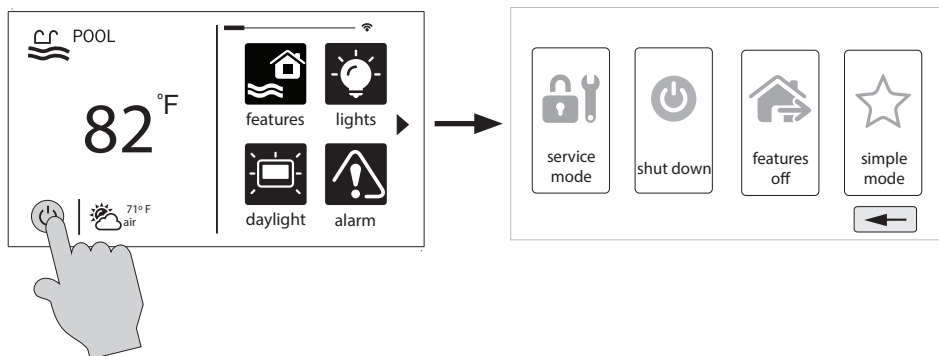 POOL
82°F
71° F
air
features
lights
daylight
alarm
service
mode
shut down
features
off
simple
mode